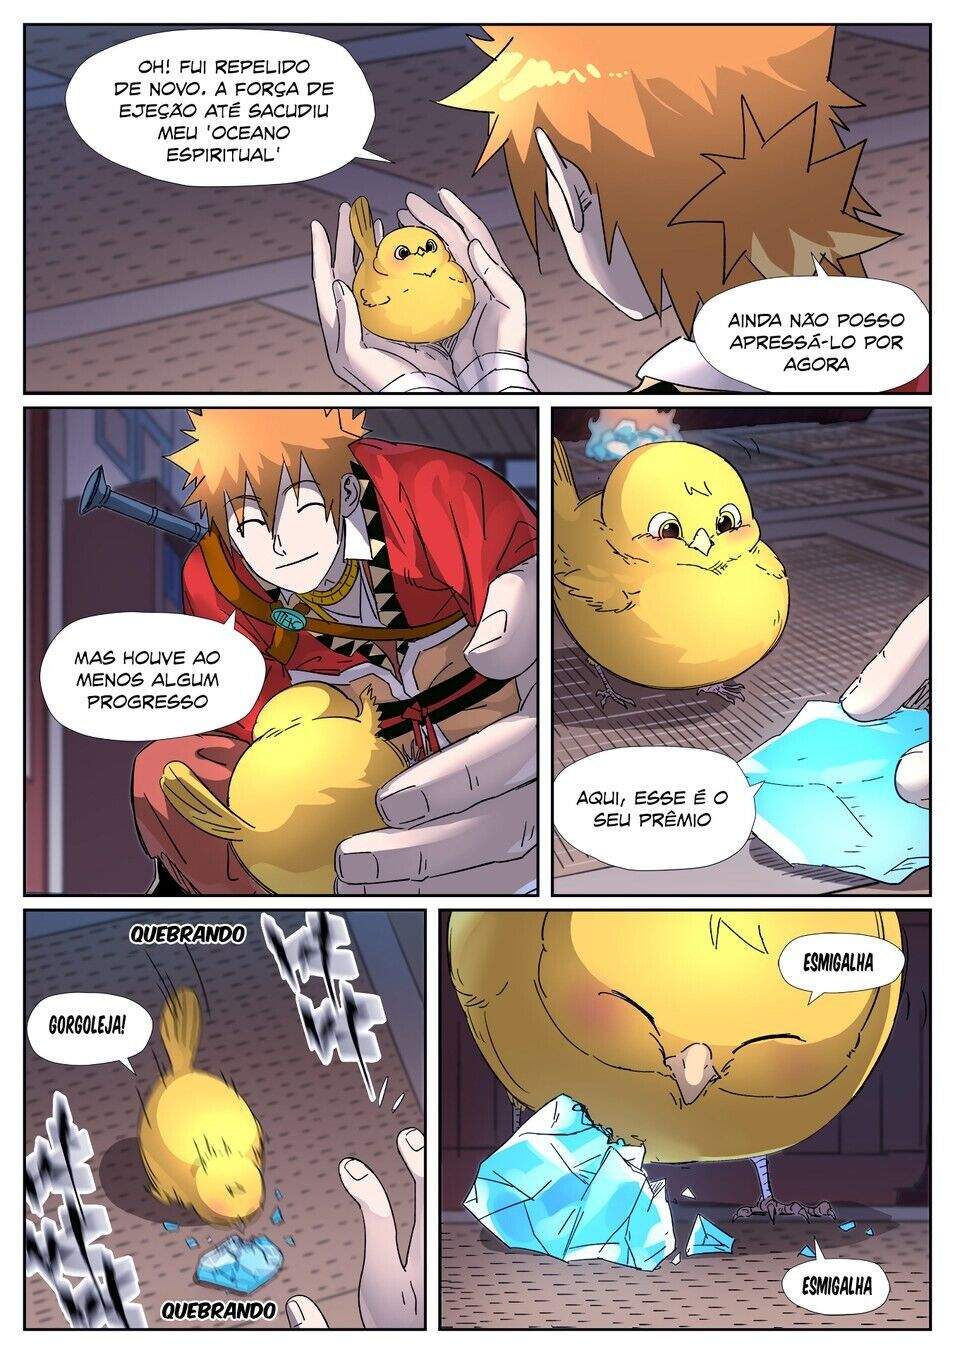 OH! FUI REPELIDO
DE NOVO. A FORÇA DE
EJEÇÃO ATÉ SACUDIU
MEU 'OCEANO
ESPIRITUAL'
AINDA NÃO POSSO
APRESSÁ-LO POR
AGORA
MAS HOUVE AO
MENOS ALGUM
PROGRESSO
AQUI, ESSE É O
SEU PRÊMIO
QUEBRANDO
GORGOLEJA!
QUEBRANDO
ESMIGALHA
ESMIGALHA